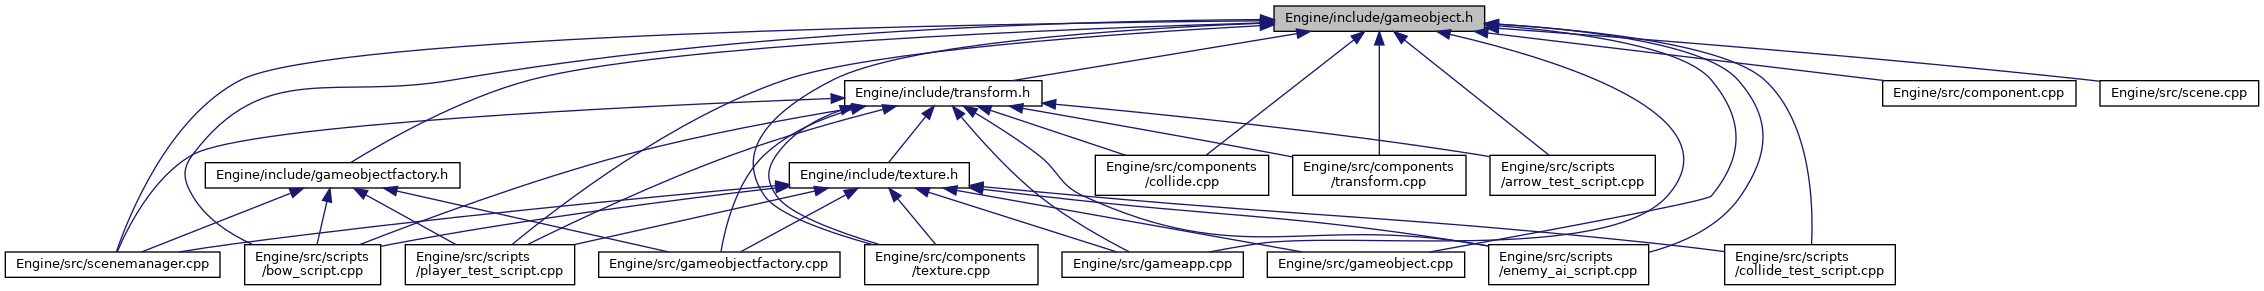 Engine/include/gameobject.h
Engine/include/transform.h
Engine/src/component.cpp
Engine/src/scene.cpp
Engine/include/gameobjectfactory.h
Engine/include/texture.h
Engine/src/components
/collide.cpp
Engine/src/components
/transform.cpp
Engine/src/scripts
/arrow_test_script.cpp
Engine/src/scenemanager.cpp
Engine/src/scripts
/bow_script.cpp
Engine/src/scripts
/player_test_script.cpp
Engine/src/gameobjectfactory.cpp
Engine/src/components
/texture.cpp
Engine/src/gameapp.cpp
Engine/src/gameobject.cpp
Engine/src/scripts
/enemy_ai_script.cpp
Engine/src/scripts
/collide_test_script.cpp